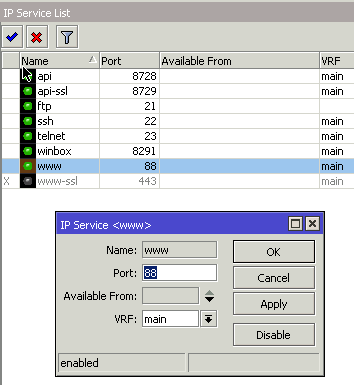 IP Service List
Name Port Available From VRF
api 8728 main
api-ssl 8729 main
ftp 21
ssh 22 main
telnet 23 main
winbox 8291 main
www 88 main
X www-ssl 443 main
IP Service <www>
Name: www
Port: 88
Available From:
VRF: main
OK
Cancel
Apply
Disable
enabled